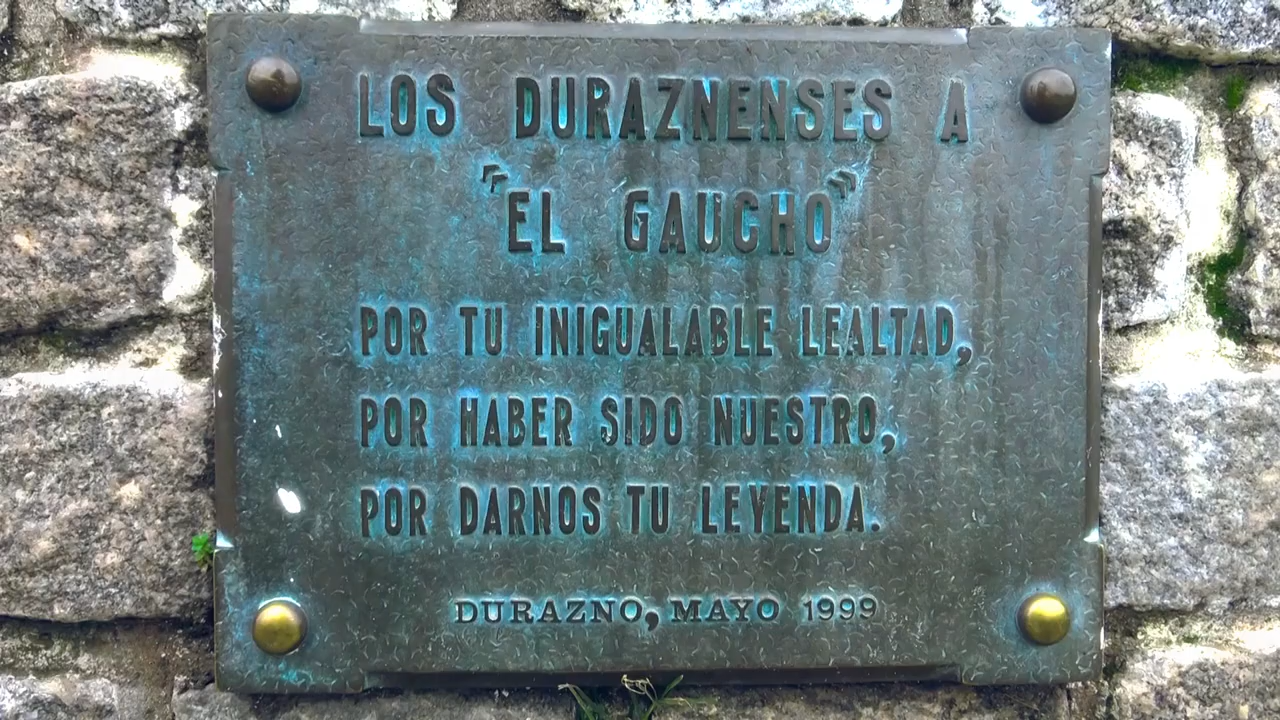 LOS DURAZNENSES A
"EL GAUCHO"
POR TU INIGUALABLE LEALTAD,
POR HABER SIDO NUESTRO,
POR DARNOS TU LEYENDA.
DURAZNO, MAYO 1999